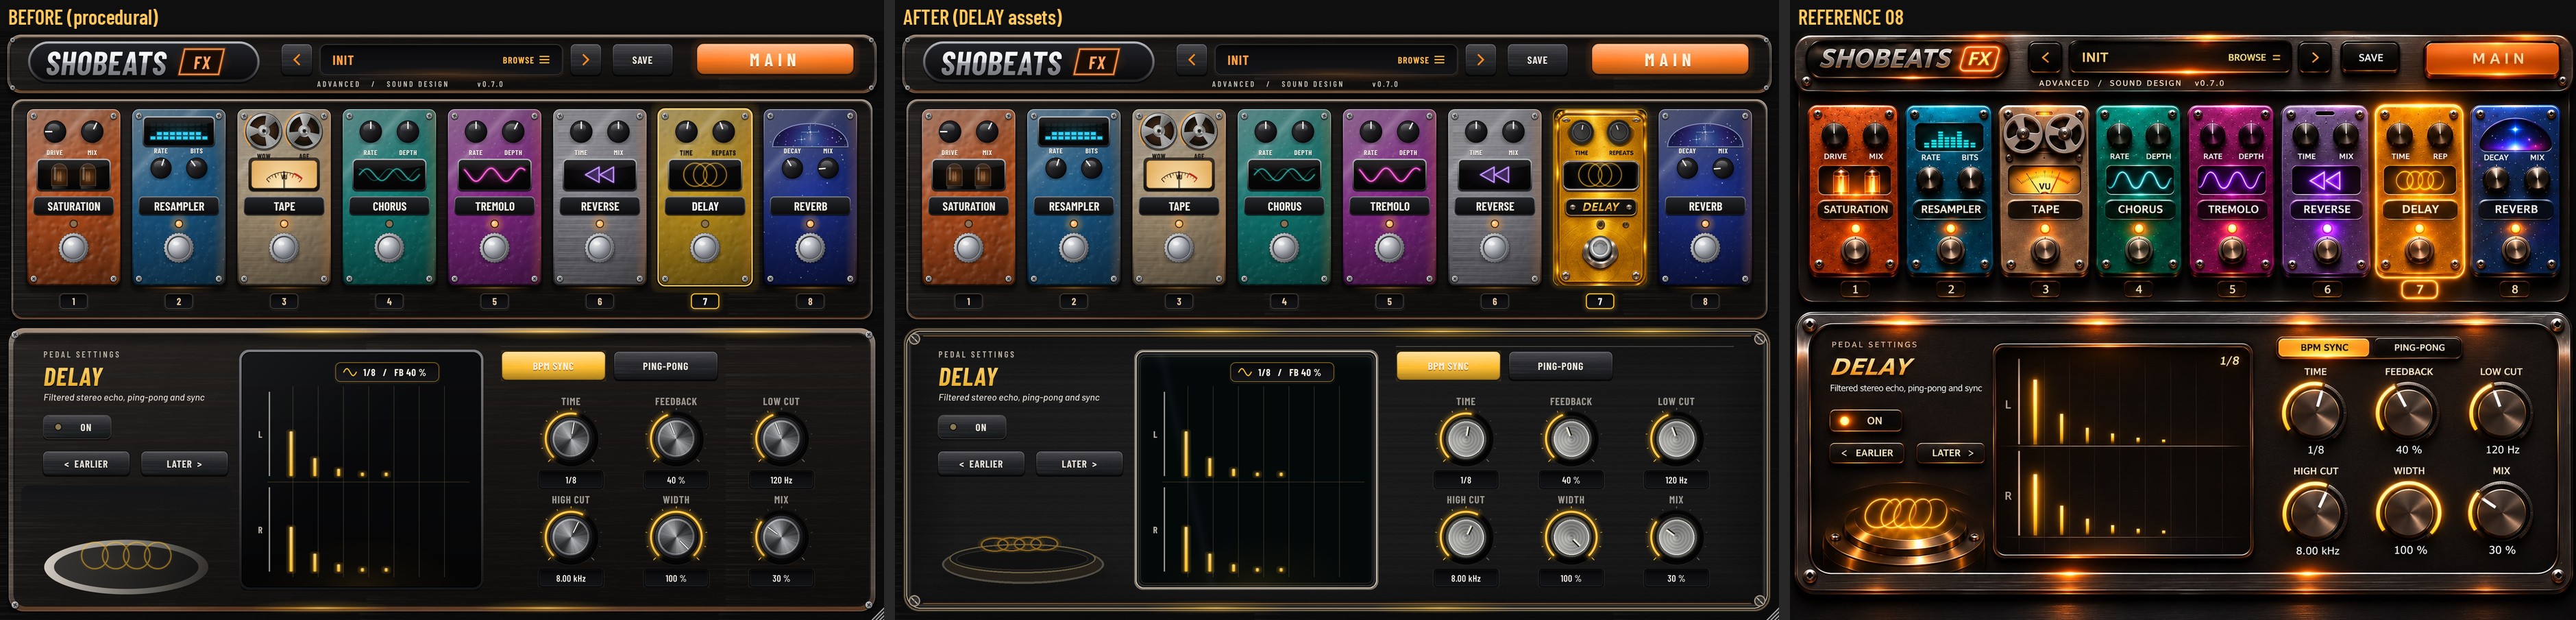 BEFORE (procedural)
SHOBEATS FX
< INIT BROWSE > SAVE MAIN
ADVANCED / SOUND DESIGN v0.7.0
DRIVE MIX
RATE BITS
WOW AGE
RATE DEPTH
RATE DEPTH
TIME MIX
TIME REPEATS
DECAY MIX
SATURATION RESAMPLER TAPE CHORUS TREMOLO REVERSE DELAY REVERB
1 2 3 4 5 6 7 8
PEDAL SETTINGS
DELAY
Filtered stereo echo, ping-pong and sync
ON
< EARLIER LATER >
1/8 / FB 40 %
L
R
BPM SYNC PING-PONG
TIME FEEDBACK LOW CUT
1/8 40 % 120 Hz
HIGH CUT WIDTH MIX
8.00 kHz 100 % 30 %
AFTER (DELAY assets)
SHOBEATS FX
< INIT BROWSE > SAVE MAIN
ADVANCED / SOUND DESIGN v0.7.0
DRIVE MIX
RATE BITS
WOW AGE
RATE DEPTH
RATE DEPTH
TIME MIX
TIME REPEATS
DECAY MIX
SATURATION RESAMPLER TAPE CHORUS TREMOLO REVERSE DELAY REVERB
1 2 3 4 5 6 7 8
PEDAL SETTINGS
DELAY
Filtered stereo echo, ping-pong and sync
ON
< EARLIER LATER >
1/8 / FB 40 %
L
R
BPM SYNC PING-PONG
TIME FEEDBACK LOW CUT
1/8 40 % 120 Hz
HIGH CUT WIDTH MIX
8.00 kHz 100 % 30 %
REFERENCE 08
SHOBEATS FX
< INIT BROWSE > SAVE MAIN
ADVANCED / SOUND DESIGN v0.7.0
DRIVE MIX
RATE BITS
VU
RATE DEPTH
RATE DEPTH
TIME MIX
TIME REP
DECAY MIX
SATURATION RESAMPLER TAPE CHORUS TREMOLO REVERSE DELAY REVERB
1 2 3 4 5 6 7 8
PEDAL SETTINGS
DELAY
Filtered stereo echo, ping-pong and sync
ON
< EARLIER LATER >
1/8
L
R
BPM SYNC PING-PONG
TIME FEEDBACK LOW CUT
1/8 40 % 120 Hz
HIGH CUT WIDTH MIX
8.00 kHz 100 % 30 %